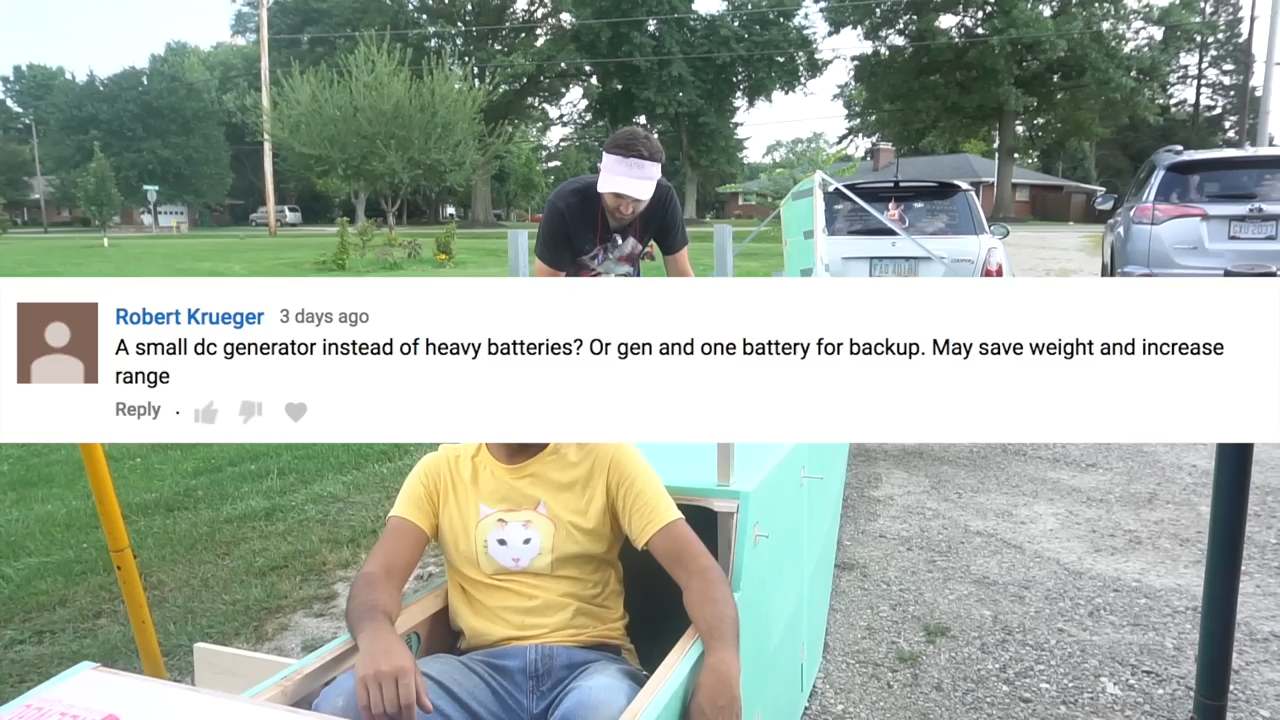 Robert Krueger 3 days ago
A small dc generator instead of heavy batteries? Or gen and one battery for backup. May save weight and increase
range
Reply